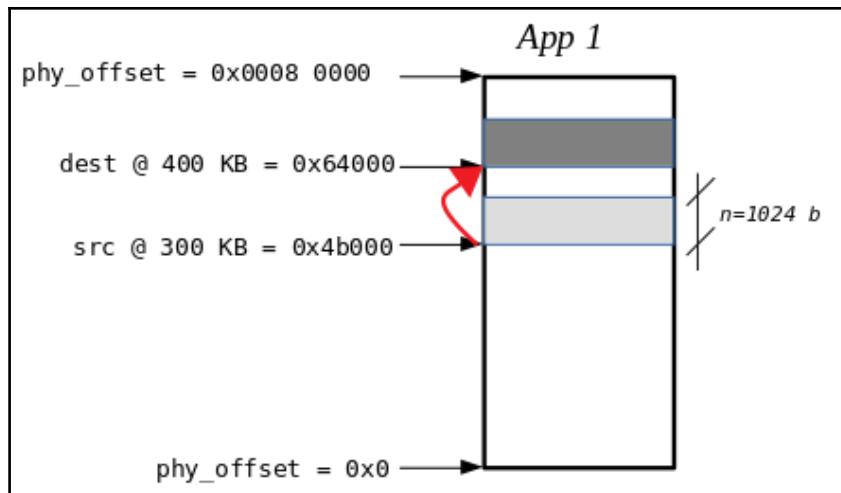 App 1
phy_offset = 0x0008 0000
dest @ 400 KB = 0x64000
n=1024 b
src @ 300 KB = 0x4b000
phy_offset = 0x0